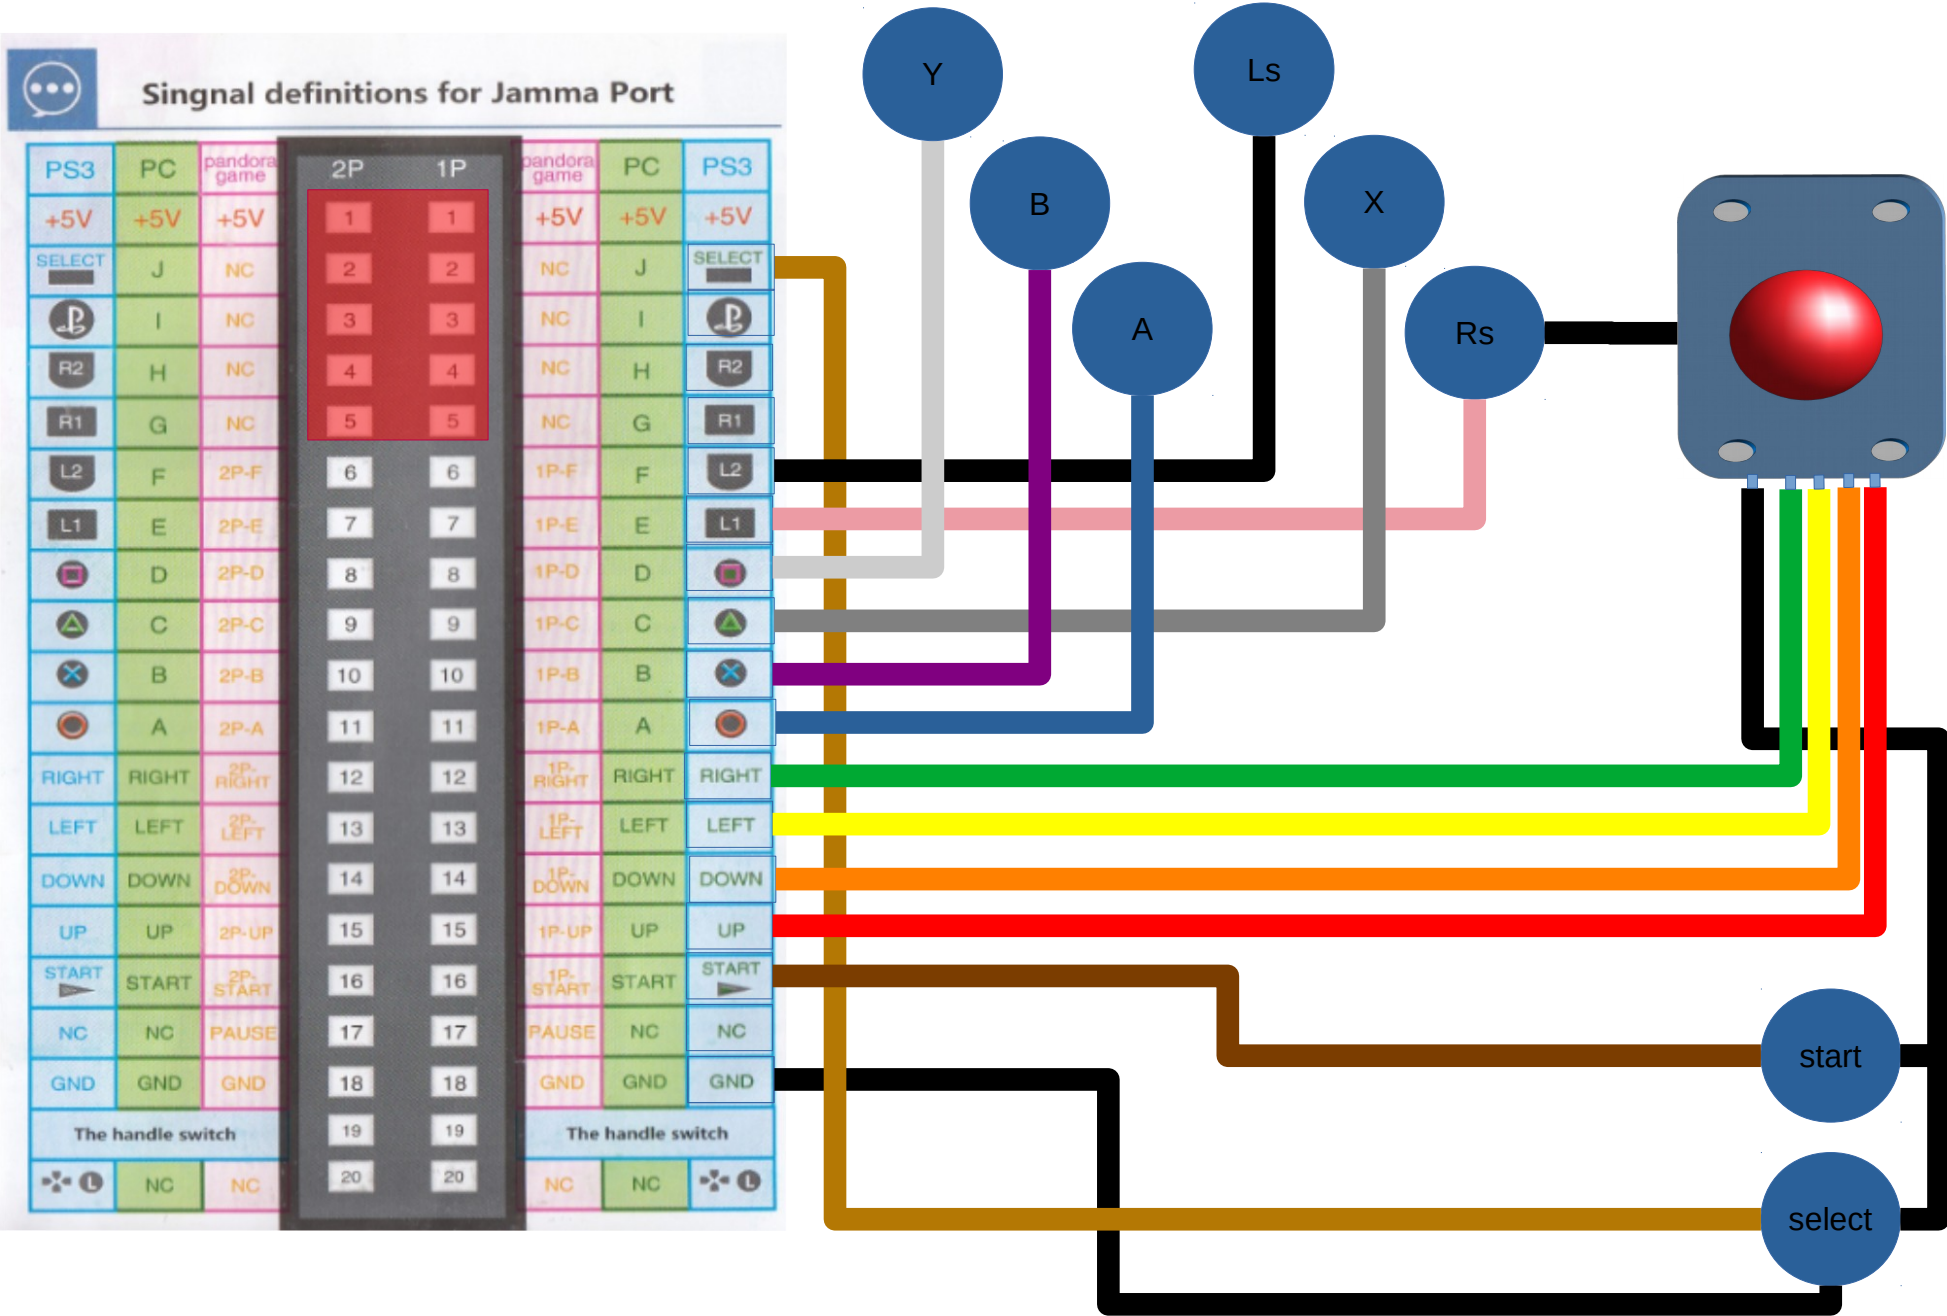 Singnal definitions for Jamma Port
PS3 PC pandora game 2P 1P pandora game PC PS3
+5V +5V +5V 1 1 +5V +5V +5V
SELECT J NC 2 2 NC J SELECT
I NC 3 3 NC I
R2 H NC 4 4 NC H R2
R1 G NC 5 5 NC G R1
L2 F 2P-F 6 6 1P-F F L2
L1 E 2P-E 7 7 1P-E E L1
D 2P-D 8 8 1P-D D
C 2P-C 9 9 1P-C C
B 2P-B 10 10 1P-B B
A 2P-A 11 11 1P-A A
RIGHT RIGHT 2P-RIGHT 12 12 1P-RIGHT RIGHT RIGHT
LEFT LEFT 2P-LEFT 13 13 1P-LEFT LEFT LEFT
DOWN DOWN 2P-DOWN 14 14 1P-DOWN DOWN DOWN
UP UP 2P-UP 15 15 1P-UP UP UP
START START 2P-START 16 16 1P-START START START
NC NC PAUSE 17 17 PAUSE NC NC
GND GND GND 18 18 GND GND GND
The handle switch 19 19 The handle switch
L NC NC 20 20 NC NC L
Y
Ls
B
X
A
Rs
start
select